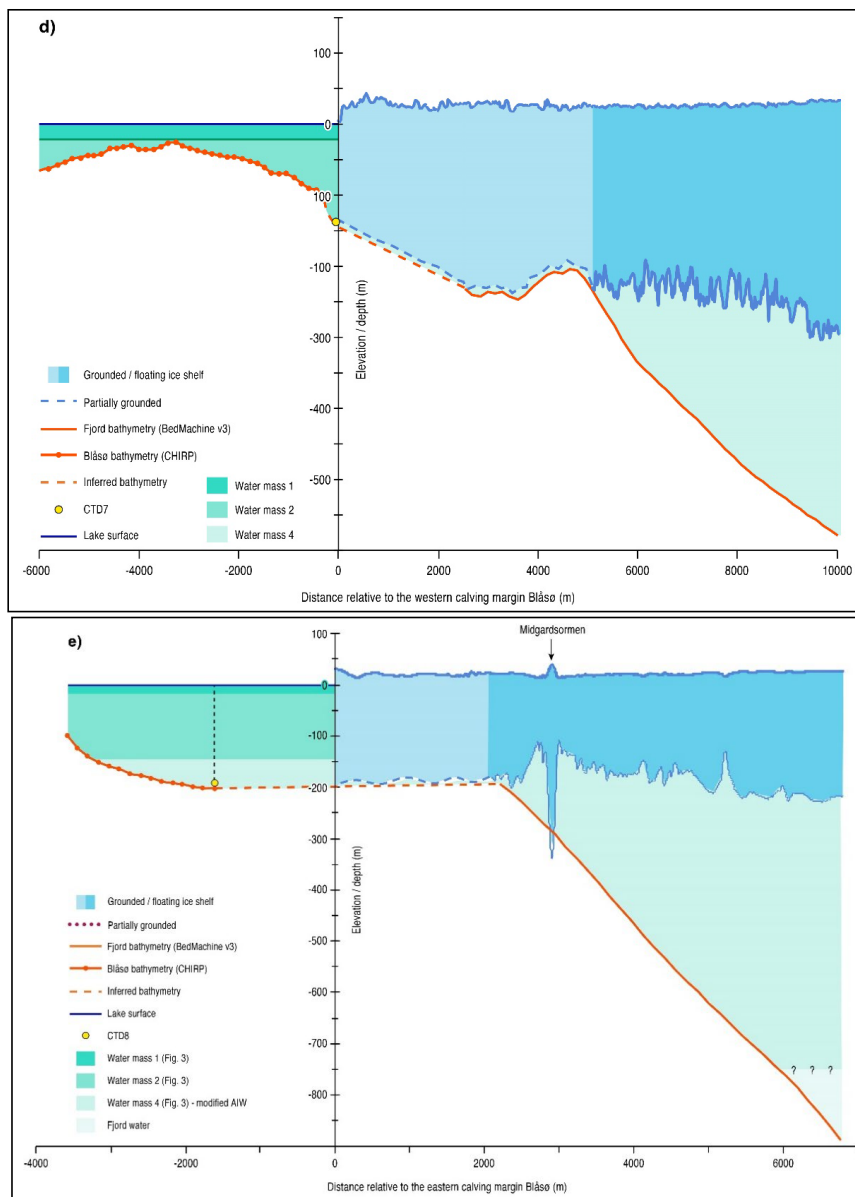 d)
100
0
100
-100
-300
-400
-500
Elevation / depth (m)
Grounded / floating ice shelf
Partially grounded
Fjord bathymetry (BedMachine v3)
Blåsø bathymetry (CHIRP)
Inferred bathymetry
CTD7
Lake surface
Water mass 1
Water mass 2
Water mass 4
-6000 -4000 -2000 0 2000 4000 6000 8000 10000
Distance relative to the western calving margin Blåsø (m)
e)
Midgardsormen
100
0
-100
-200
-300
-400
-500
-600
-700
-800
-900
Elevation / depth (m)
Grounded / floating ice shelf
Partially grounded
Fjord bathymetry (BedMachine v3)
Blåsø bathymetry (CHIRP)
Inferred bathymetry
Lake surface
CTD8
Water mass 1 (Fig. 3)
Water mass 2 (Fig. 3)
Water mass 4 (Fig. 3) - modified AIW
Fjord water
? ? ?
-4000 -2000 0 2000 4000 6000
Distance relative to the eastern calving margin Blåsø (m)